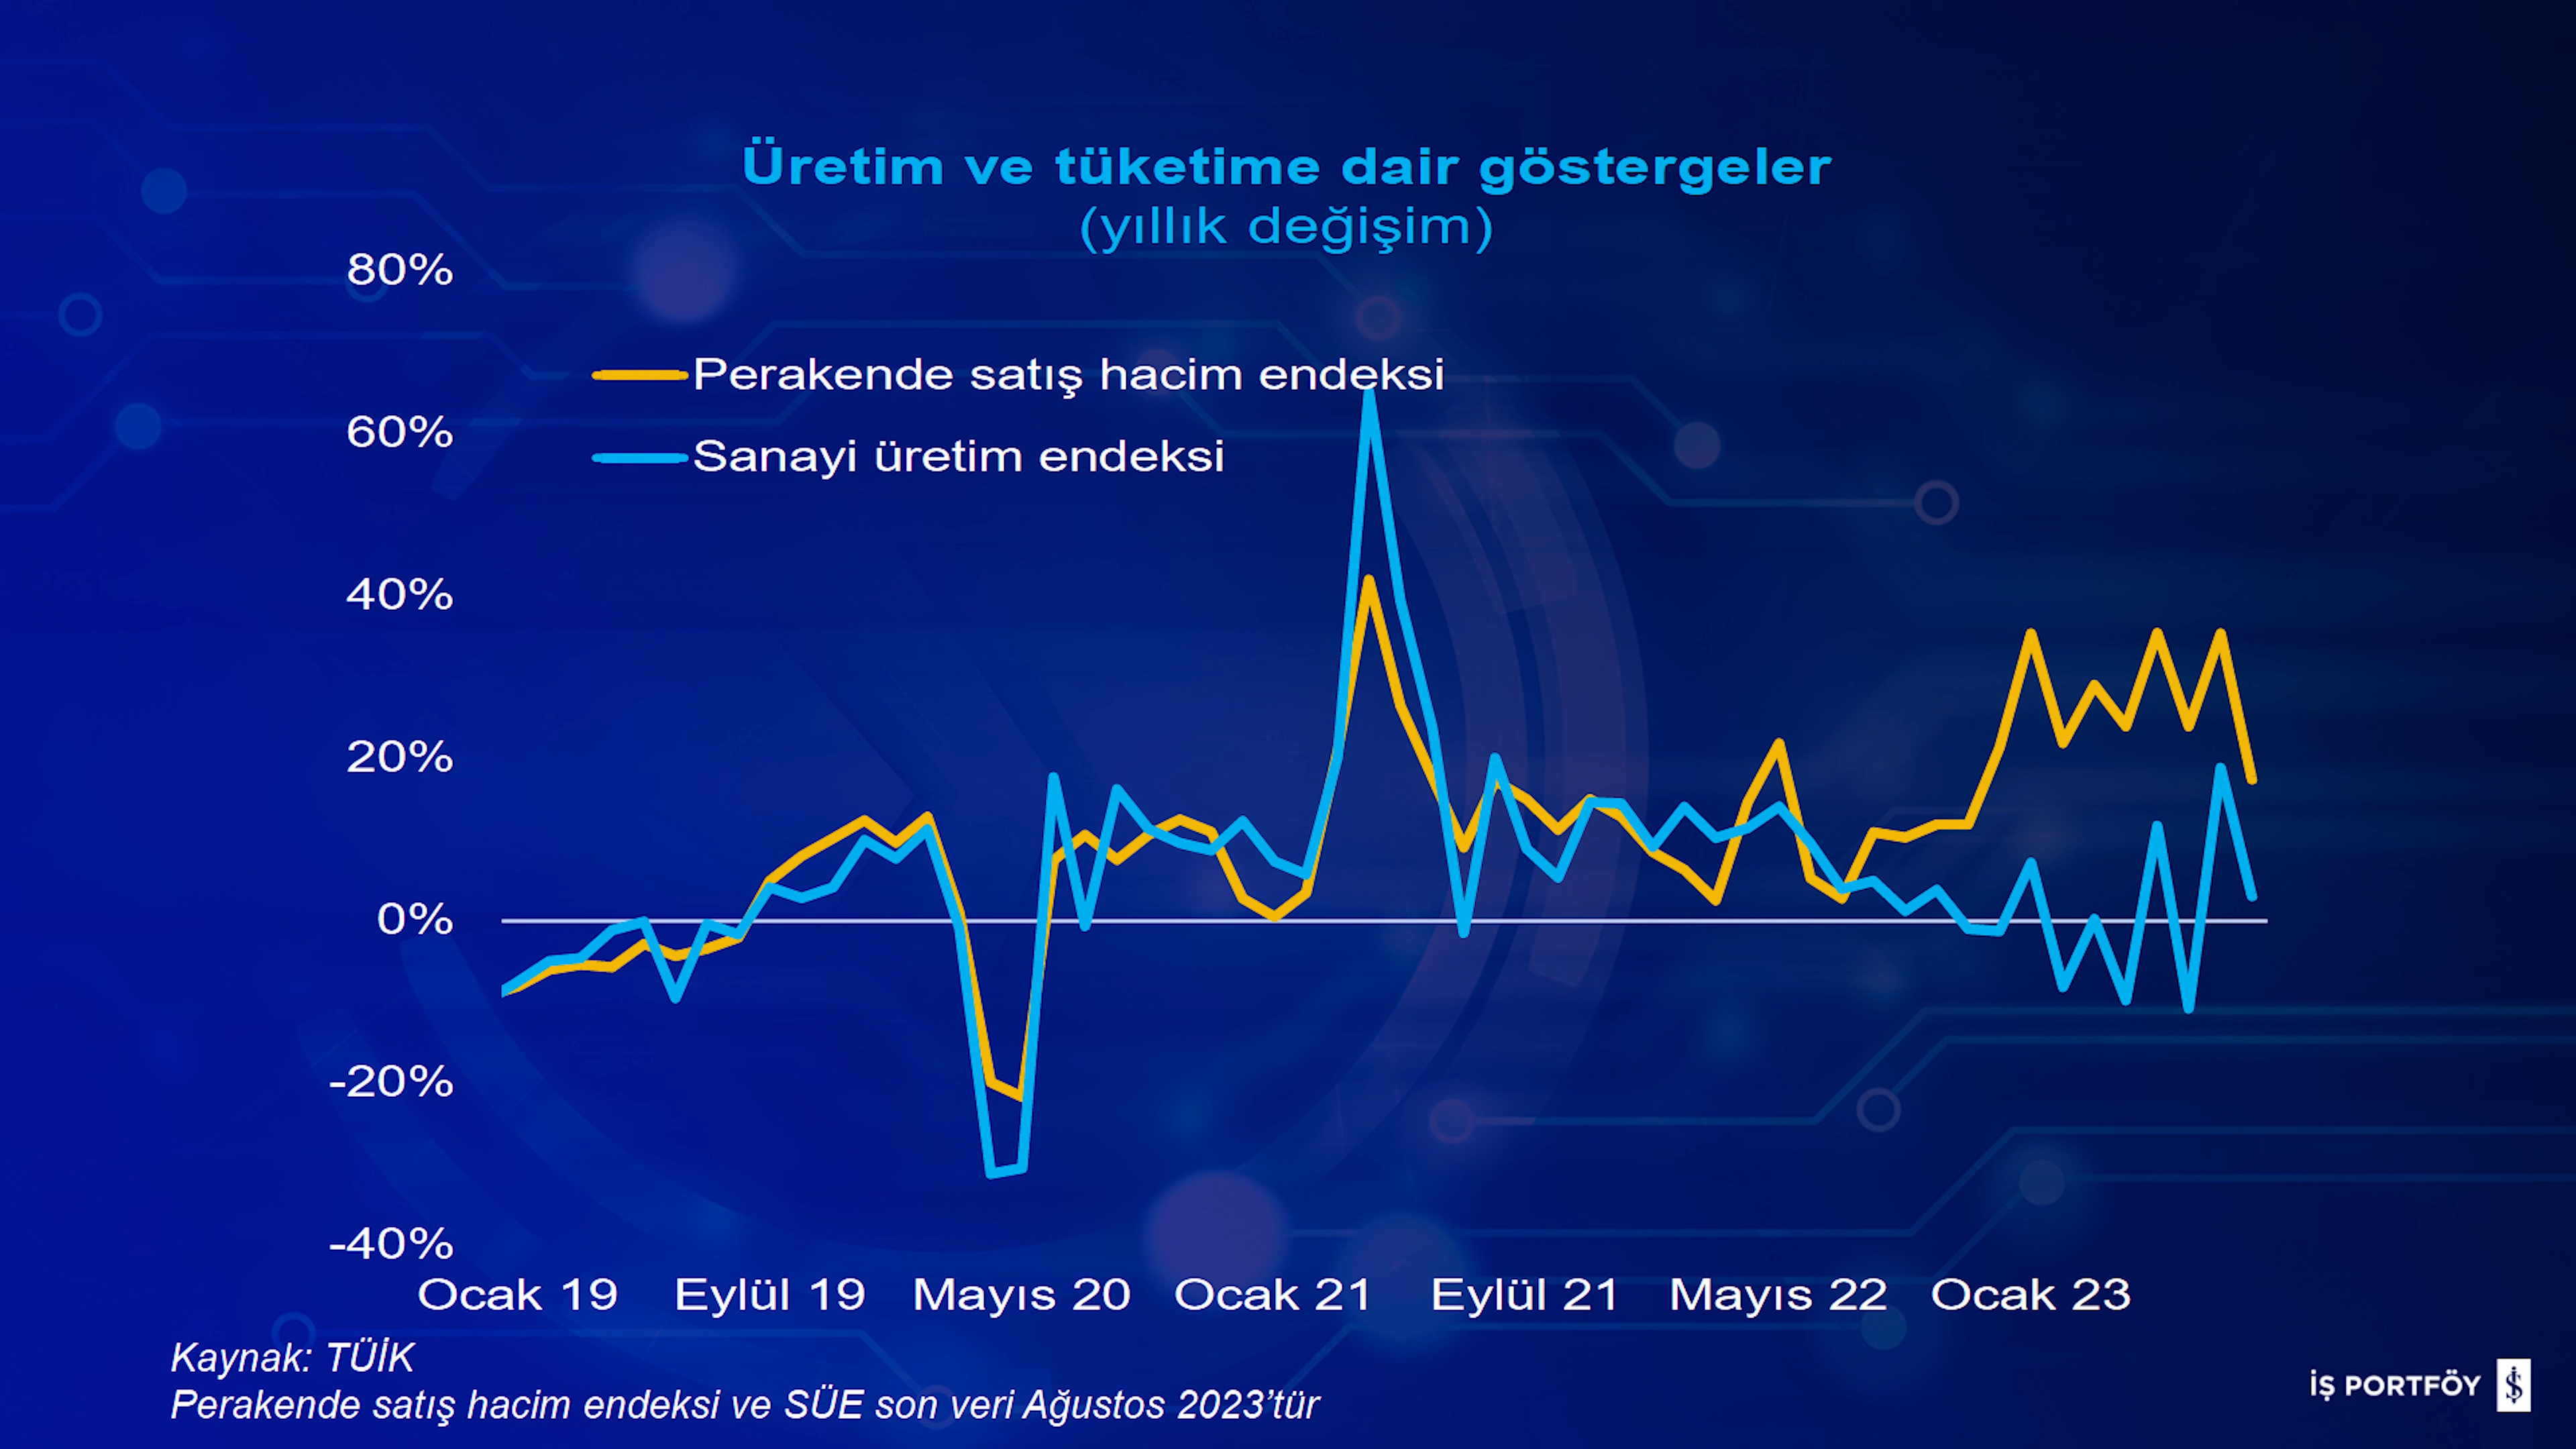 Üretim ve tüketime dair göstergeler
(yıllık değişim)
80%
Perakende satış hacim endeksi
60%
Sanayi üretim endeksi
40%
20%
0%
-20%
-40%
Ocak 19 Eylül 19 Mayıs 20 Ocak 21 Eylül 21 Mayıs 22 Ocak 23
Kaynak: TÜİK
Perakende satış hacim endeksi ve SÜE son veri Ağustos 2023’tür
İŞ PORTFÖY